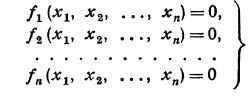 f₁(x₁, x₂, ..., xₙ)=0,
f₂(x₁, x₂, ..., xₙ)=0,
. . . . . . . . . . . . .
fₙ(x₁, x₂, ..., xₙ)=0